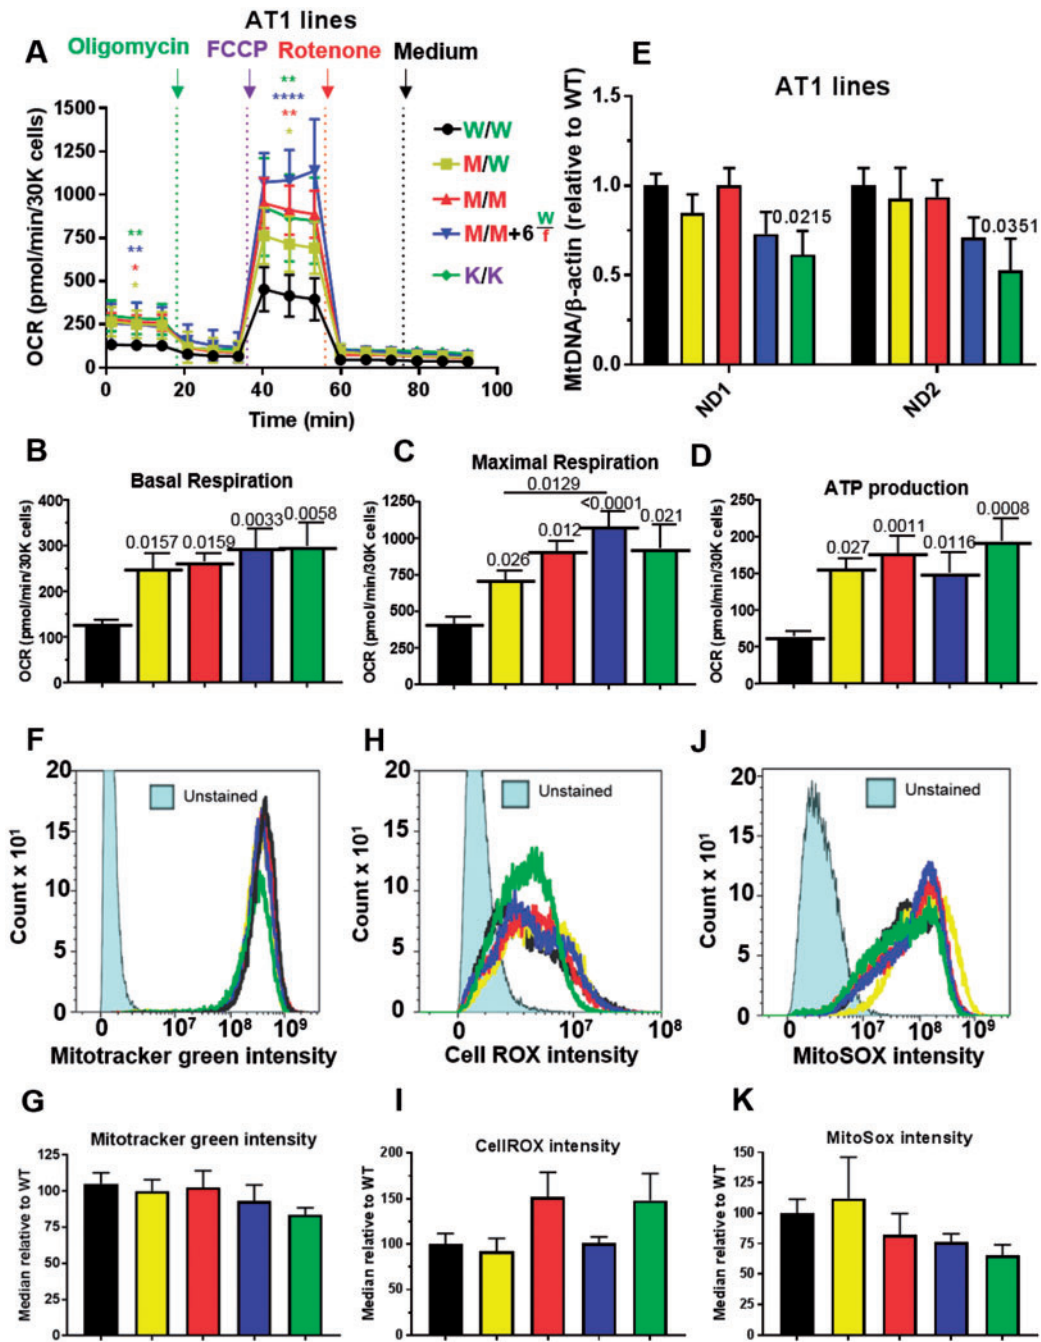 AT1 lines
A
Oligomycin FCCP Rotenone Medium
** **** ** *
** ** * *
OCR (pmol/min/30K cells)
1500
1250
1000
750
500
250
0
0 20 40 60 80 100
Time (min)
W/W
M/W
M/M
M/M+6 W/f
K/K
E
AT1 lines
MtDNA/β-actin (relative to WT)
1.5
1.0
0.5
0.0
0.0215
0.0351
ND1 ND2
B
Basal Respiration
OCR (pmol/min/30K cells)
400
300
200
100
0
0.0157 0.0159 0.0033 0.0058
C
Maximal Respiration
OCR (pmol/min/30K cells)
1250
1000
750
500
250
0
0.0129
0.026 0.012 <0.0001 0.021
D
ATP production
OCR (pmol/min/30K cells)
250
200
150
100
50
0
0.027 0.0011 0.0116 0.0008
F
Count x 10¹
20
15
10
5
0
Unstained
0 10⁷ 10⁸ 10⁹
Mitotracker green intensity
H
Count x 10¹
20
15
10
5
0
Unstained
0 10⁷ 10⁸
Cell ROX intensity
J
Count x 10¹
20
15
10
5
0
Unstained
0 10⁷ 10⁸ 10⁹
MitoSOX intensity
G
Mitotracker green intensity
Median relative to WT
125
100
75
50
25
0
I
CellROX intensity
Median relative to WT
200
150
100
50
0
K
MitoSox intensity
Median relative to WT
150
125
100
75
50
25
0